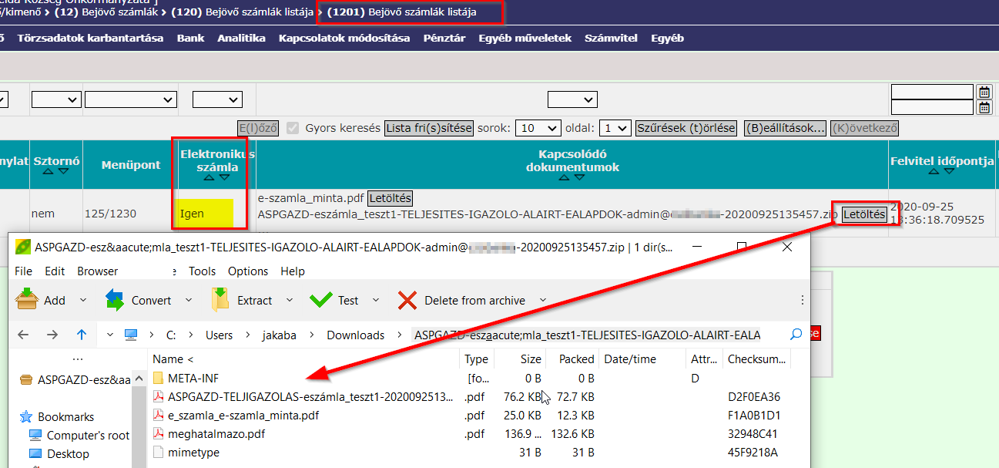 elda Község Önkormányzata ]
ő/kimenő > (12) Bejövő számlák > (120) Bejövő számlák listája > (1201) Bejövő számlák listája
ő Törzsadatok karbantartása Bank Analitika Kapcsolatok módosítása Pénztár Egyéb műveletek Számvitel Egyéb
E(l)őző Gyors keresés Lista fri(s)sítése sorok: 10 oldal: 1 Szűrések (t)örlése (B)eállítások... (K)övetkező
nylat Sztornó Menüpont Elektronikus számla Kapcsolódó dokumentumok Felvitel időpontja
nem 125/1230 Igen
e-szamla_minta.pdf Letöltés
ASPGAZD-eszámla_teszt1-TELJESITES-IGAZOLO-ALAIRT-EALAPDOK-admin@ -20200925135457.zip Letöltés
2020-09-25
13:36:18.709525
ASPGAZD-esz&aacute;mla_teszt1-TELJESITES-IGAZOLO-ALAIRT-EALAPDOK-admin@ -20200925135457.zip | 1 dir(s...
File Edit Browser e Tools Options Help
Add Convert Extract Test Delete from archive
C: > Users > jakaba > Downloads > ASPGAZD-eszaacute;mla_teszt1-TELJESITES-IGAZOLO-ALAIRT-EALA
se
... Name < Type Size Packed Date/time Attr... Checksum...
ASPGAZD-esz&aa
META-INF [fo... 0 B 0 B D
ASPGAZD-TELJIGAZOLAS-eszámla_teszt1-2020092513... .pdf 76.2 KB 72.7 KB D2F0EA36
Bookmarks
e_szamla_e-szamla_minta.pdf .pdf 25.0 KB 12.3 KB F1A0B1D1
Computer's root
meghatalmazo.pdf .pdf 136.9 ... 132.6 KB 32948C41
Desktop
mimetype 31 B 31 B 45F9218A